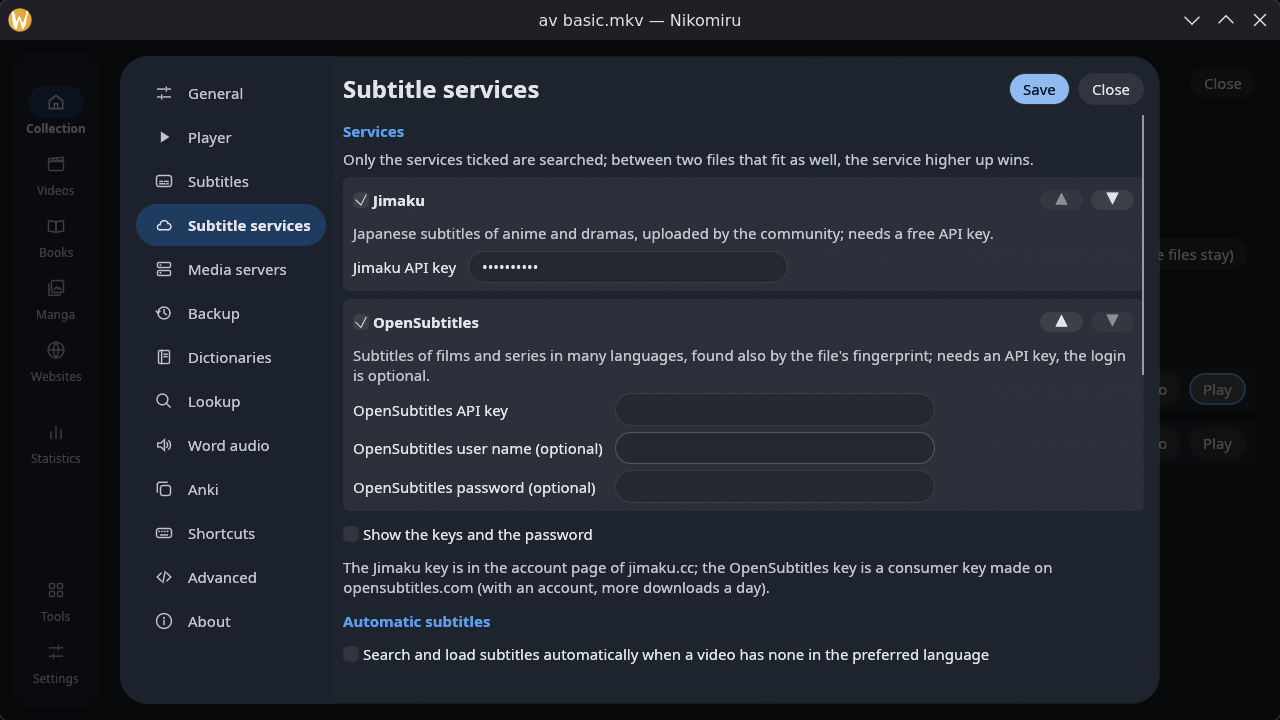 av basic.mkv — Nikomiru
Close
Collection
Videos
Books
Manga
Websites
Statistics
Tools
Settings
General
Player
Subtitles
Subtitle services
Media servers
Backup
Dictionaries
Lookup
Word audio
Anki
Shortcuts
Advanced
About
Subtitle services
Save
Close
Services
Only the services ticked are searched; between two files that fit as well, the service higher up wins.
Jimaku
Japanese subtitles of anime and dramas, uploaded by the community; needs a free API key.
Jimaku API key
••••••••••
OpenSubtitles
Subtitles of films and series in many languages, found also by the file's fingerprint; needs an API key, the login
is optional.
OpenSubtitles API key
OpenSubtitles user name (optional)
OpenSubtitles password (optional)
Show the keys and the password
The Jimaku key is in the account page of jimaku.cc; the OpenSubtitles key is a consumer key made on
opensubtitles.com (with an account, more downloads a day).
Automatic subtitles
Search and load subtitles automatically when a video has none in the preferred language
files stay)
Play
Play